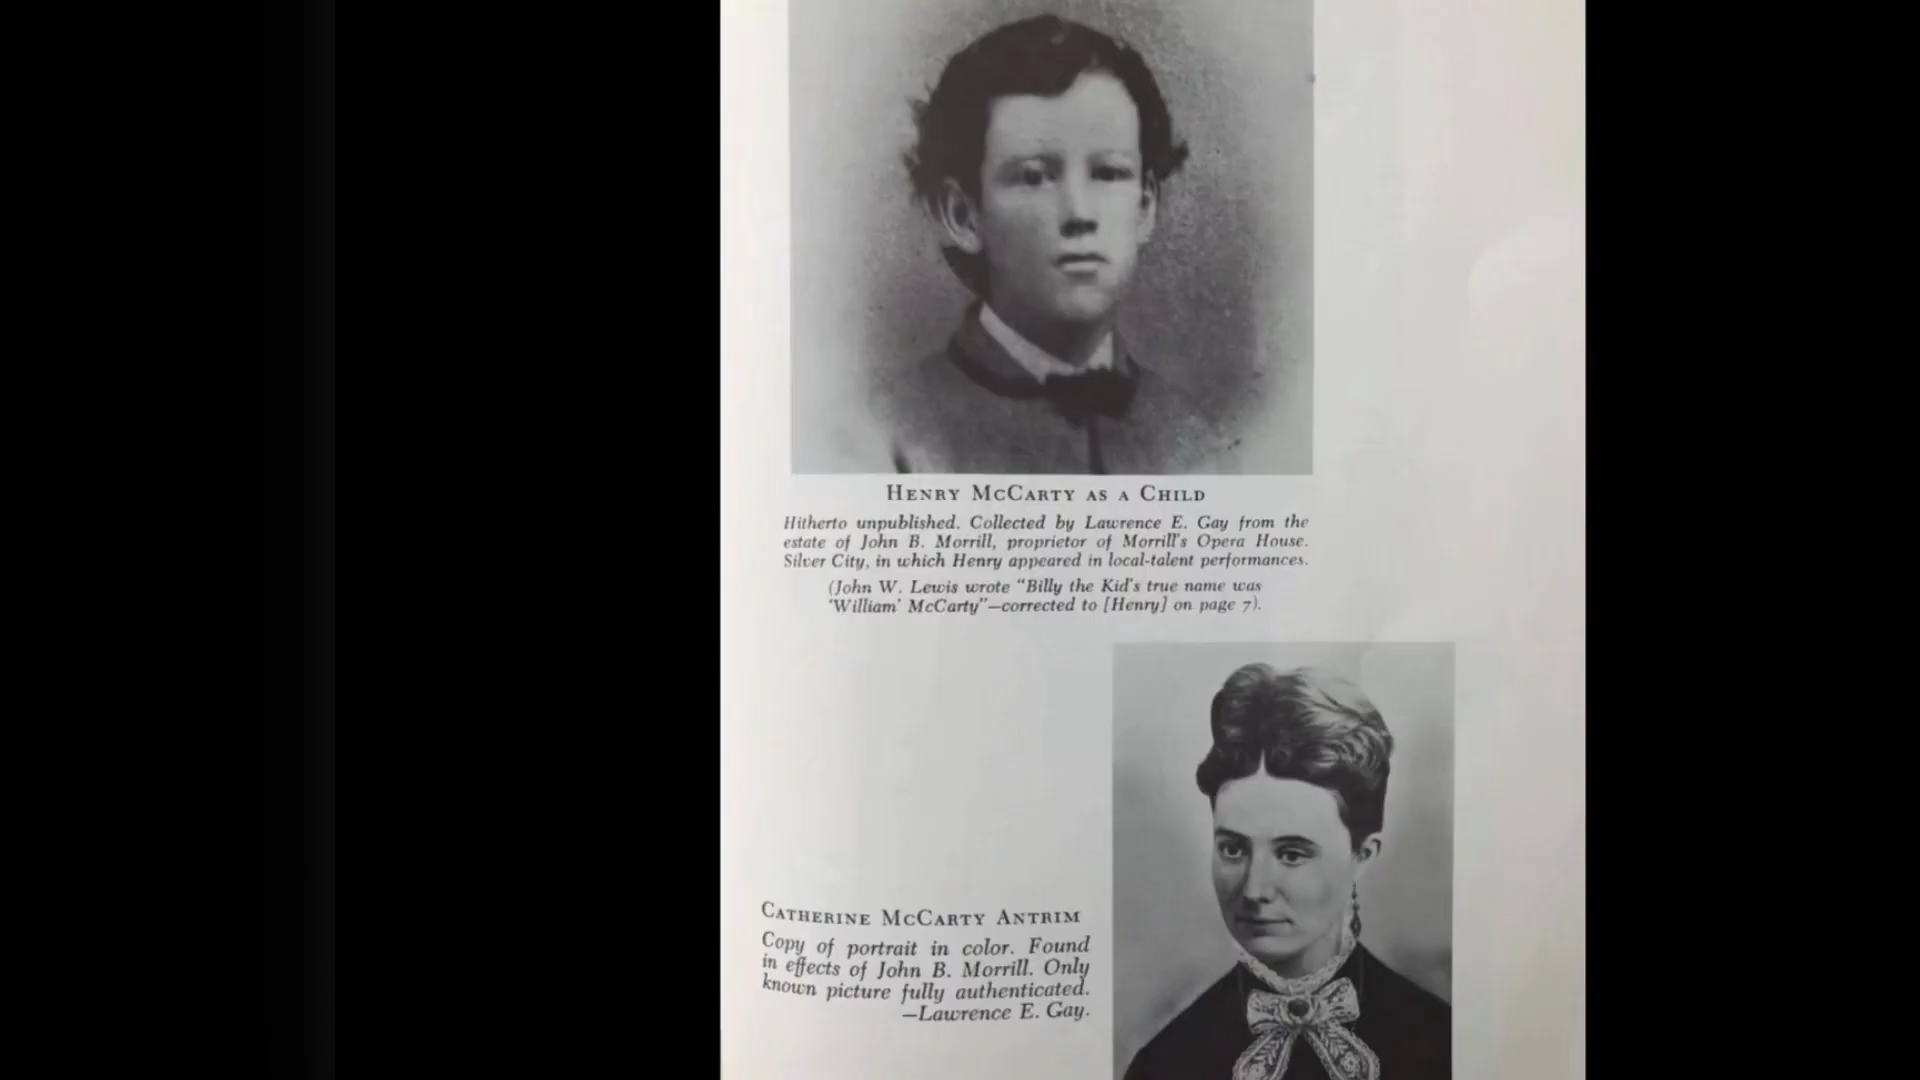 HENRY MCCARTY AS A CHILD
Hitherto unpublished. Collected by Lawrence E. Gay from the
estate of John B. Morrill, proprietor of Morrill's Opera House.
Silver City, in which Henry appeared in local-talent performances.
(John W. Lewis wrote "Billy the Kid's true name was
'William' McCarty"—corrected to [Henry] on page 7).
CATHERINE MCCARTY ANTRIM
Copy of portrait in color. Found
in effects of John B. Morrill. Only
known picture fully authenticated.
—Lawrence E. Gay.